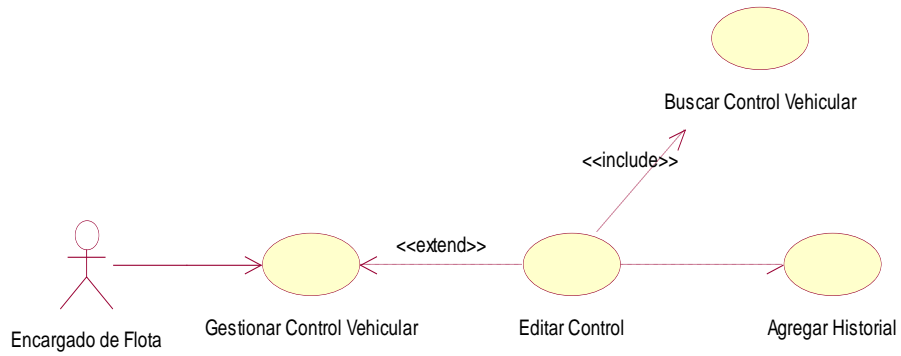 Buscar Control Vehicular
<<include>>
<<extend>>
Encargado de Flota
Gestionar Control Vehicular
Editar Control
Agregar Historial